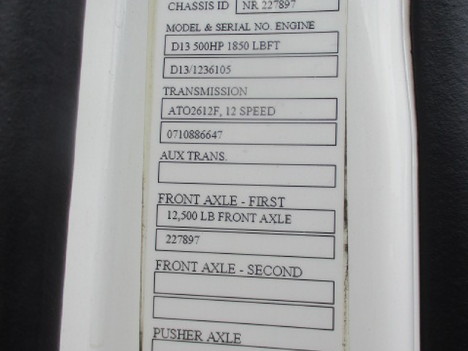 CHASSIS ID NR 227897
MODEL & SERIAL NO. ENGINE
D13 500HP 1850 LBFT
D13/1236105
TRANSMISSION
ATO2612F, 12 SPEED
0710886647
AUX TRANS.
FRONT AXLE - FIRST
12,500 LB FRONT AXLE
227897
FRONT AXLE - SECOND
PUSHER AXLE